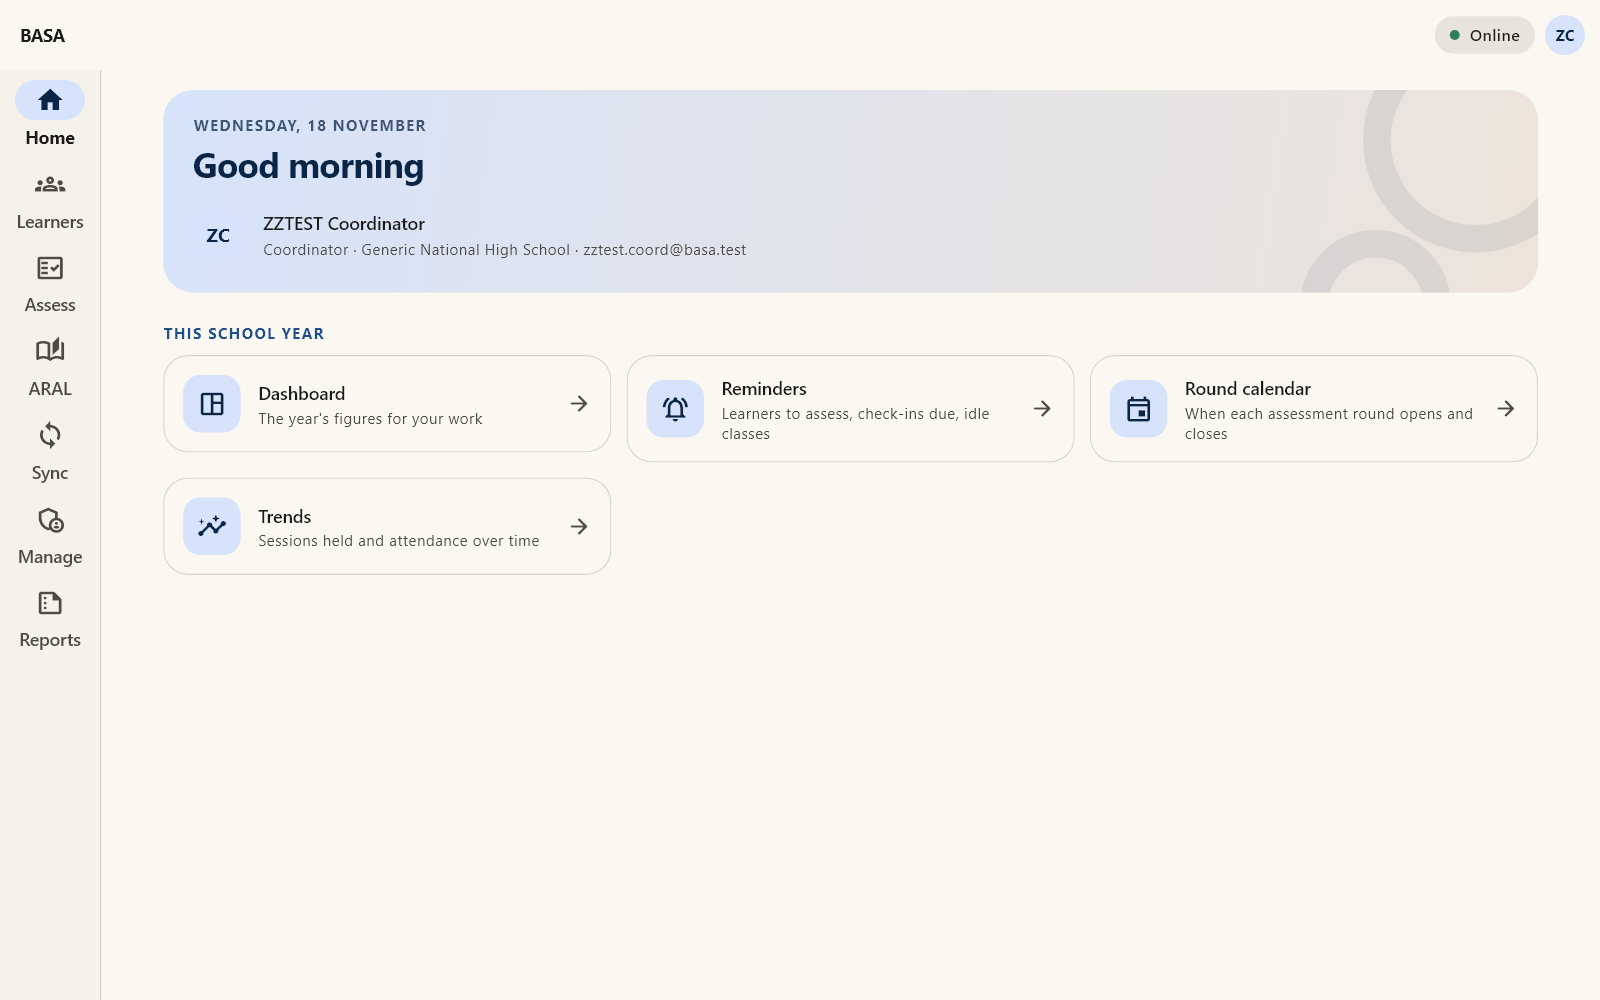 BASA
Online
ZC
Home
Learners
Assess
ARAL
Sync
Manage
Reports
WEDNESDAY, 18 NOVEMBER
Good morning
ZC
ZZTEST Coordinator
Coordinator · Generic National High School · zztest.coord@basa.test
THIS SCHOOL YEAR
Dashboard
The year's figures for your work
Reminders
Learners to assess, check-ins due, idle
classes
Round calendar
When each assessment round opens and
closes
Trends
Sessions held and attendance over time